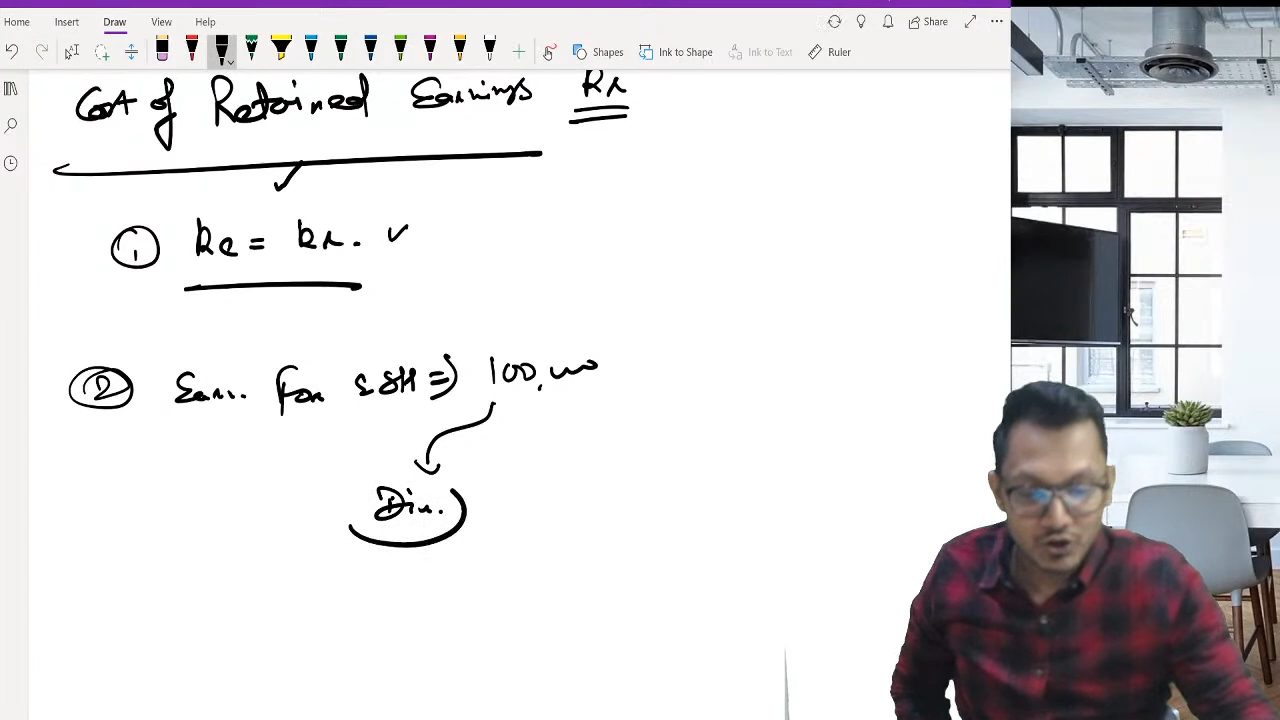 Home Insert Draw View Help Share
Shapes Ink to Shape Ink to Text Ruler
Cost of Retained Earnings Kr
① ke = kr.
② Earn. For ESH ⇒ 100,000
Div.